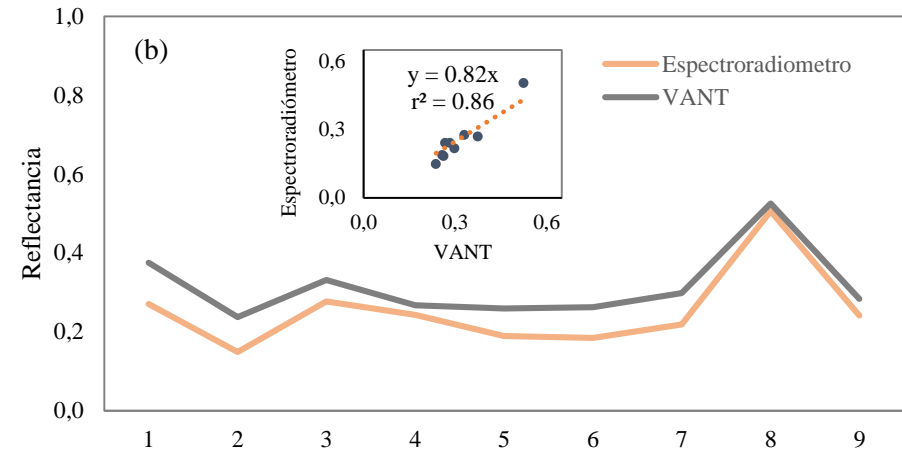 (b)
Reflectancia
1,0
0,8
0,6
0,4
0,2
0,0
1 2 3 4 5 6 7 8 9
Espectroradiómetro
0,6
0,3
0,0
y = 0.82x
r² = 0.86
0,0 0,3 0,6
VANT
Espectroradiometro
VANT